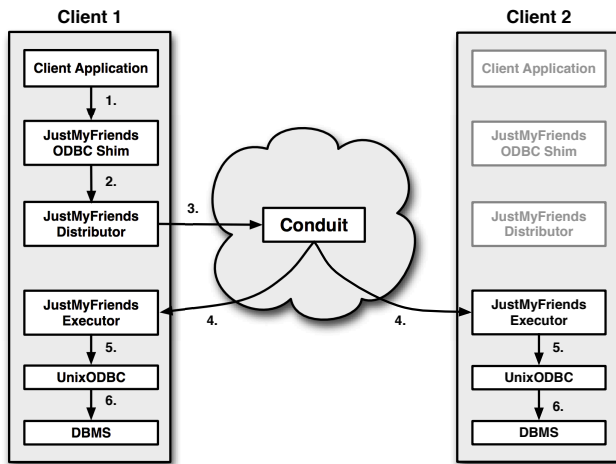 Client 1
Client Application
1.
JustMyFriends
ODBC Shim
2.
JustMyFriends
Distributor
3.
Conduit
4.
4.
JustMyFriends
Executor
5.
UnixODBC
6.
DBMS
Client 2
Client Application
JustMyFriends
ODBC Shim
JustMyFriends
Distributor
JustMyFriends
Executor
5.
UnixODBC
6.
DBMS